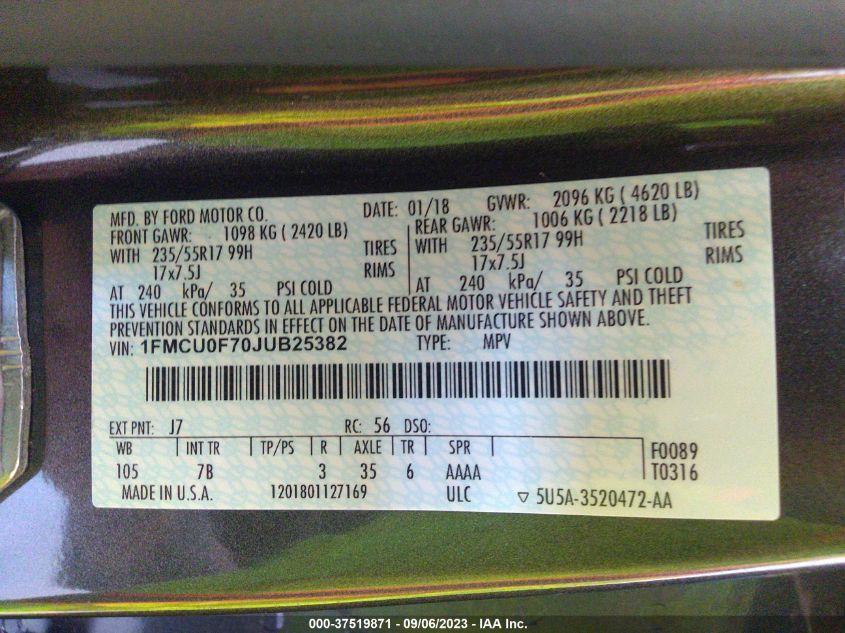 MFD. BY FORD MOTOR CO. DATE: 01/18 GVWR: 2096 KG ( 4620 LB)
FRONT GAWR: 1098 KG ( 2420 LB) REAR GAWR: 1006 KG ( 2218 LB)
WITH 235/55R17 99H TIRES WITH 235/55R17 99H TIRES
17x7.5J RIMS 17x7.5J RIMS
AT 240 kPa/ 35 PSI COLD AT 240 kPa/ 35 PSI COLD
THIS VEHICLE CONFORMS TO ALL APPLICABLE FEDERAL MOTOR VEHICLE SAFETY AND THEFT
PREVENTION STANDARDS IN EFFECT ON THE DATE OF MANUFACTURE SHOWN ABOVE.
VIN: 1FMCU0F70JUB25382 TYPE: MPV
EXT PNT: J7 RC: 56 DSO:
WB INT TR TP/PS R AXLE TR SPR F0089
105 7B 3 35 6 AAAA T0316
MADE IN U.S.A. 1201801127169 ULC ▽ 5U5A-3520472-AA
000-37519871 - 09/06/2023 - IAA Inc.